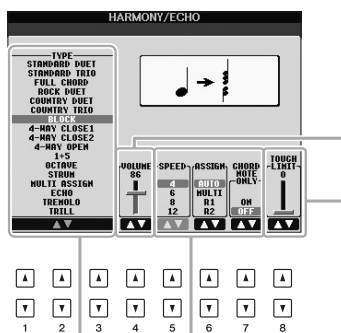 HARMONY/ECHO
TYPE
STANDARD DUET
STANDARD TRIO
FULL CHORD
ROCK DUET
COUNTRY DUET
COUNTRY TRIO
BLOCK
4-WAY CLOSE1
4-WAY CLOSE2
4-WAY OPEN
1+5
OCTAVE
STRUM
MULTI ASSIGN
ECHO
TREMOLO
TRILL
VOLUME
86
SPEED
4
6
8
12
ASSIGN
AUTO
MULTI
R1
R2
CHORD
NOTE
ONLY
ON
OFF
TOUCH
LIMIT
0
1 2 3 4 5 6 7 8